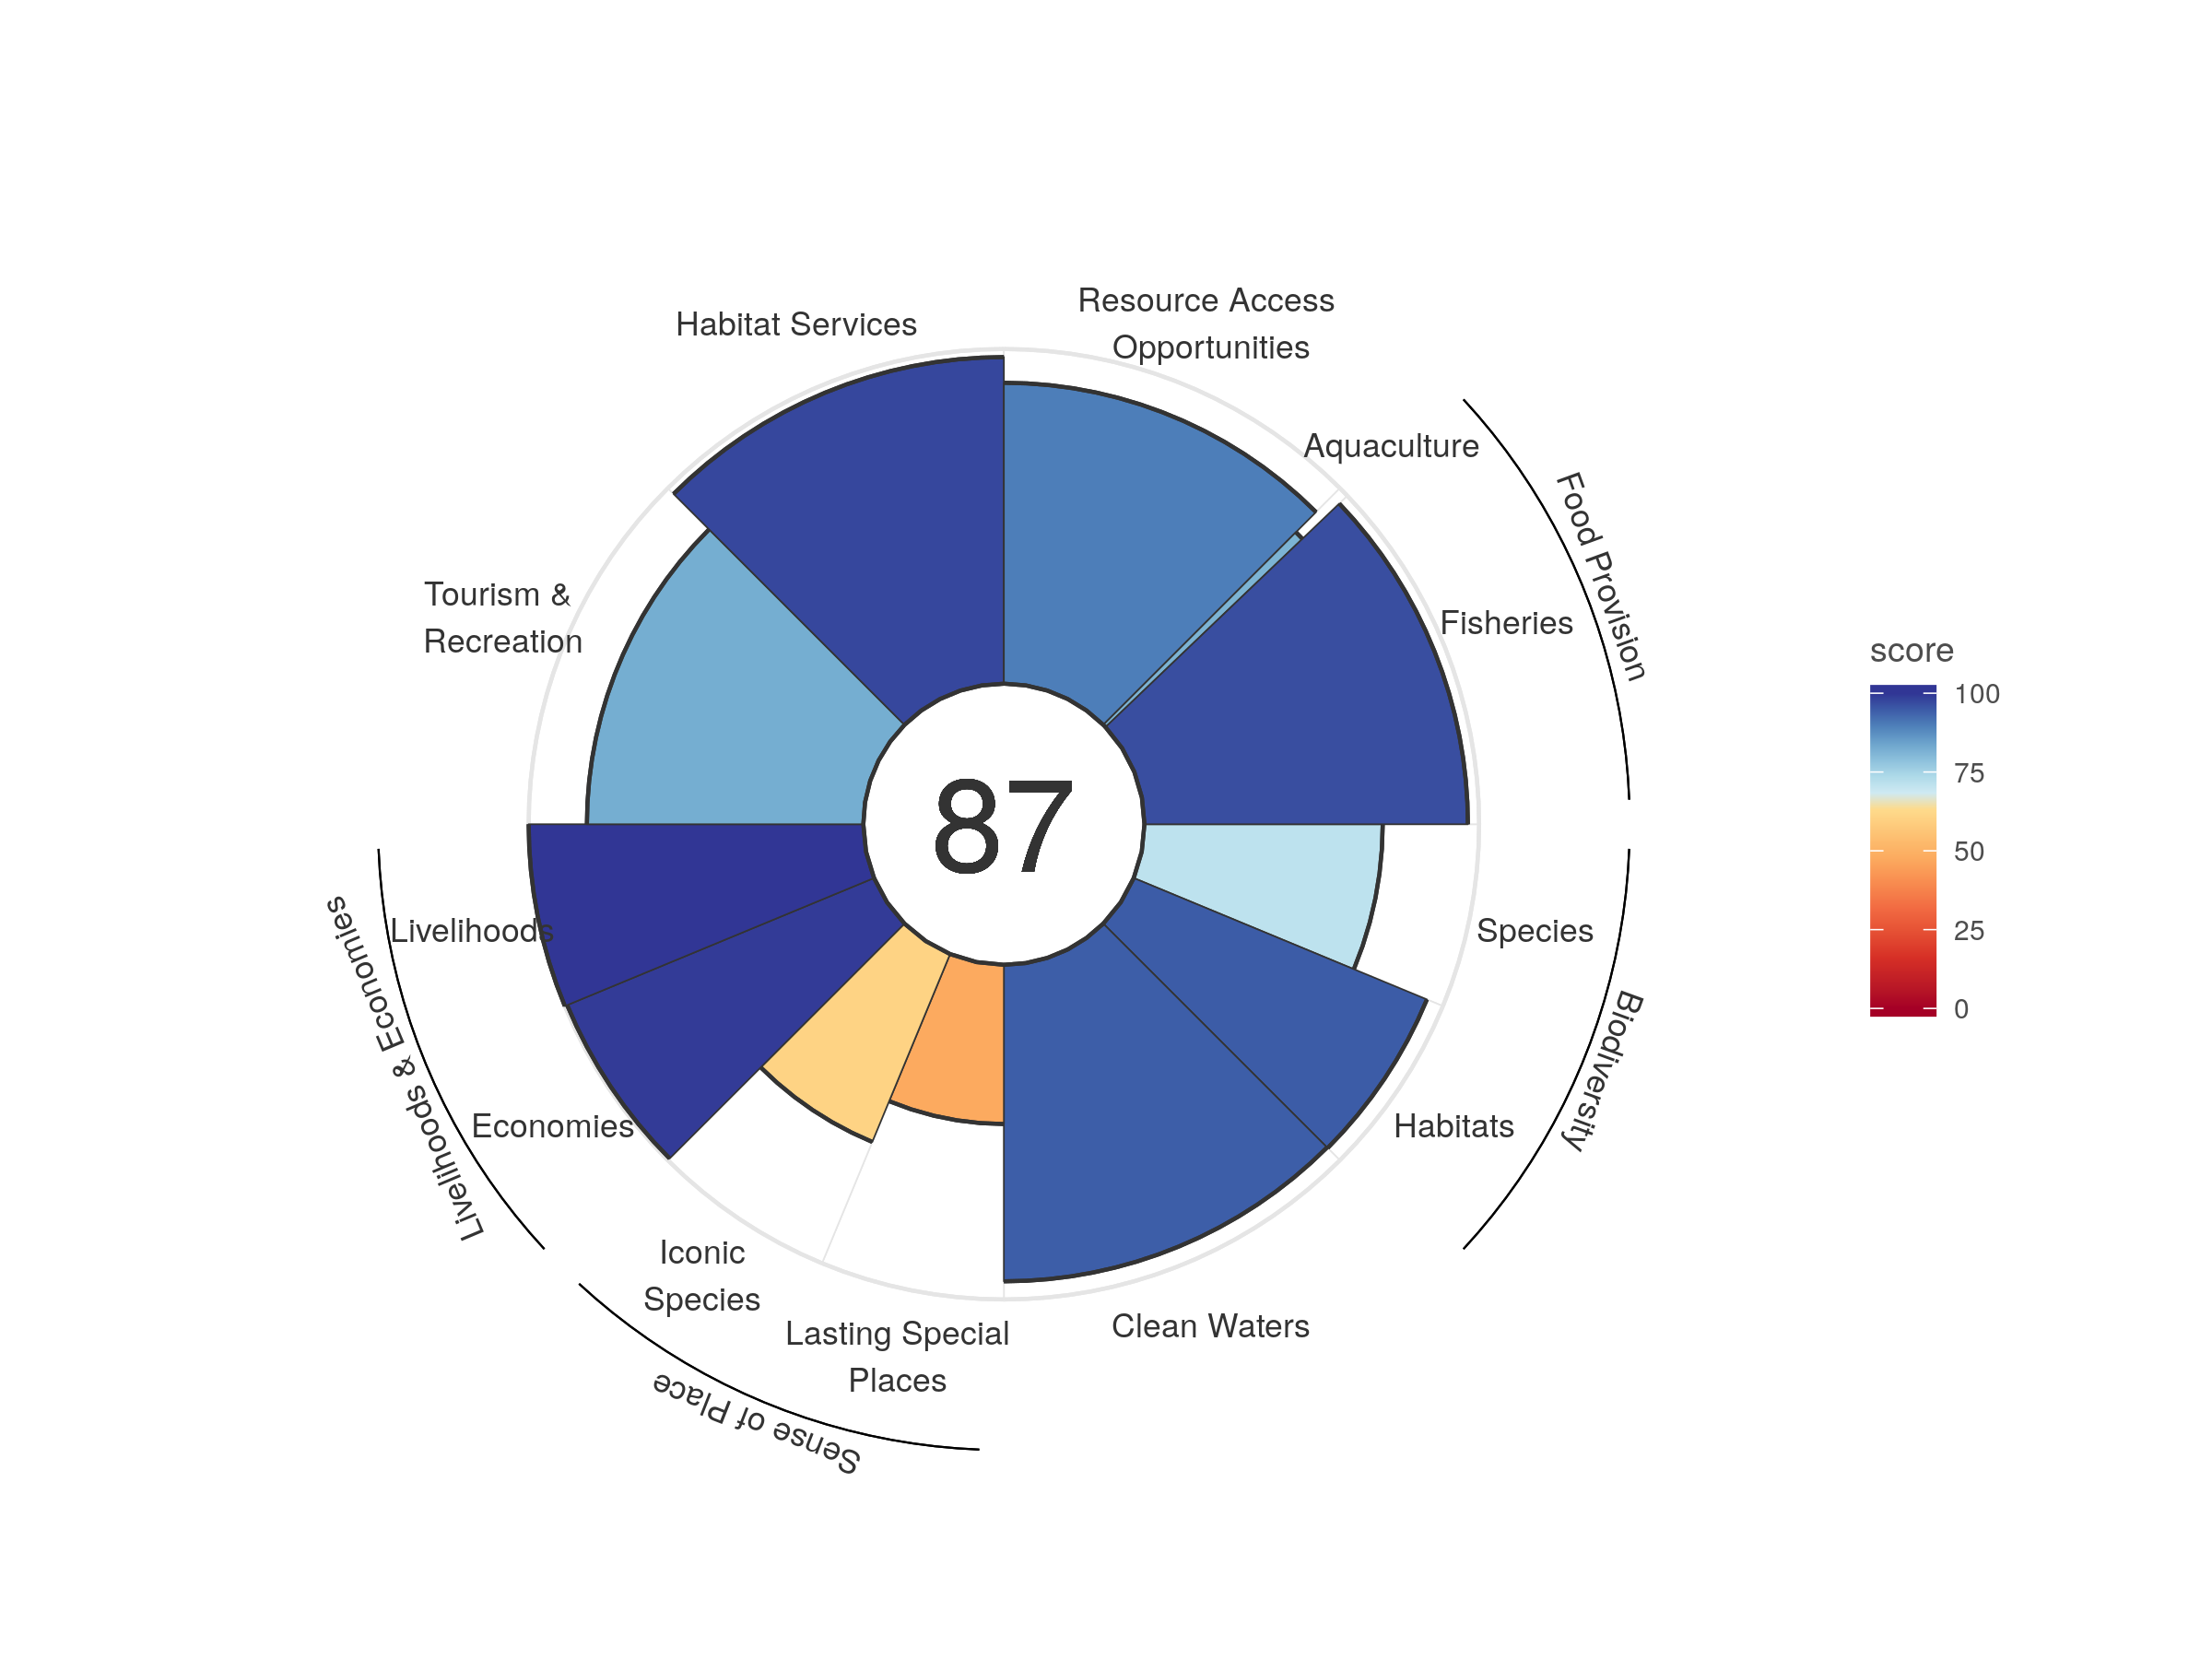 Resource Access
Opportunities
Habitat Services
Aquaculture
Food Provision
Fisheries
Tourism &
Recreation
score
100
75
50
25
0
87
Livelihoods
Species
Livelihoods & Economies
Biodiversity
Economies
Habitats
Iconic
Species
Lasting Special
Places
Clean Waters
Sense of Place